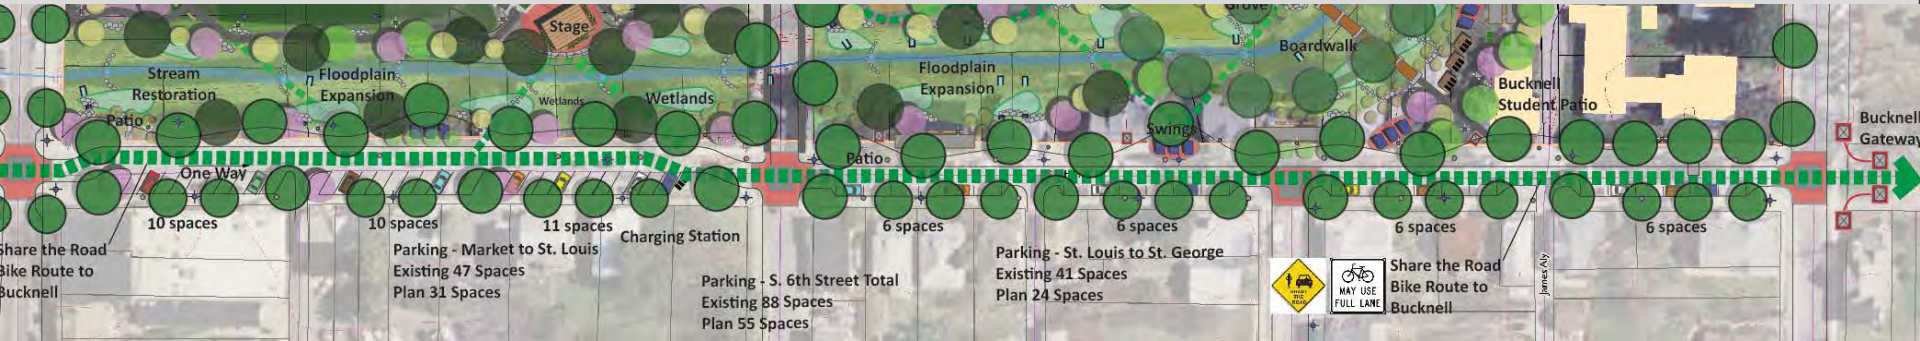 Stage
Grove
Boardwalk
Stream
Restoration
Floodplain
Expansion
Wetlands
Wetlands
Floodplain
Expansion
Bucknell
Student Patio
Patio
Swings
Bucknell
Gateway
One Way
Patio
10 spaces
10 spaces
11 spaces
Charging Station
6 spaces
6 spaces
6 spaces
6 spaces
Share the Road
Bike Route to
Bucknell
Parking - Market to St. Louis
Existing 47 Spaces
Plan 31 Spaces
Parking - S. 6th Street Total
Existing 88 Spaces
Plan 55 Spaces
Parking - St. Louis to St. George
Existing 41 Spaces
Plan 24 Spaces
SHARE
THE
ROAD
MAY USE
FULL LANE
Share the Road
Bike Route to
Bucknell
James Aly